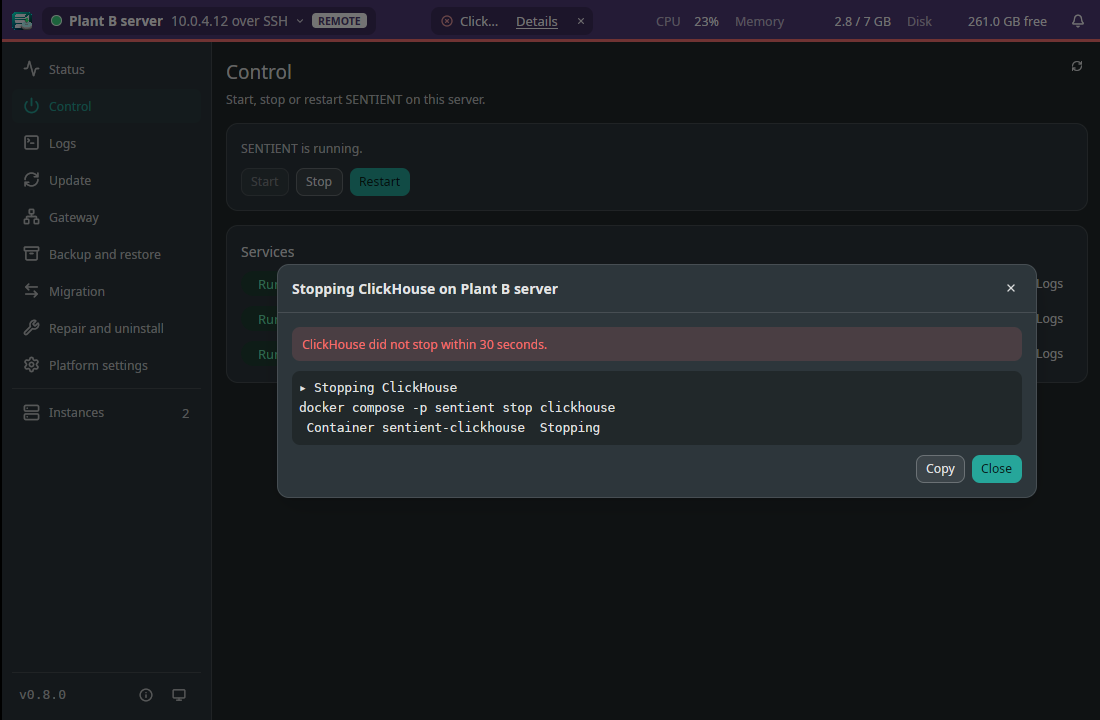 Plant B server 10.0.4.12 over SSH REMOTE Click... Details × CPU 23% Memory 2.8 / 7 GB Disk 261.0 GB free
Status
Control
Logs
Update
Gateway
Backup and restore
Migration
Repair and uninstall
Platform settings
Instances 2
v0.8.0
Control
Start, stop or restart SENTIENT on this server.
SENTIENT is running.
Start Stop Restart
Services
Logs
Logs
Logs
Stopping ClickHouse on Plant B server ×
ClickHouse did not stop within 30 seconds.
▸ Stopping ClickHouse
docker compose -p sentient stop clickhouse
Container sentient-clickhouse Stopping
Copy Close